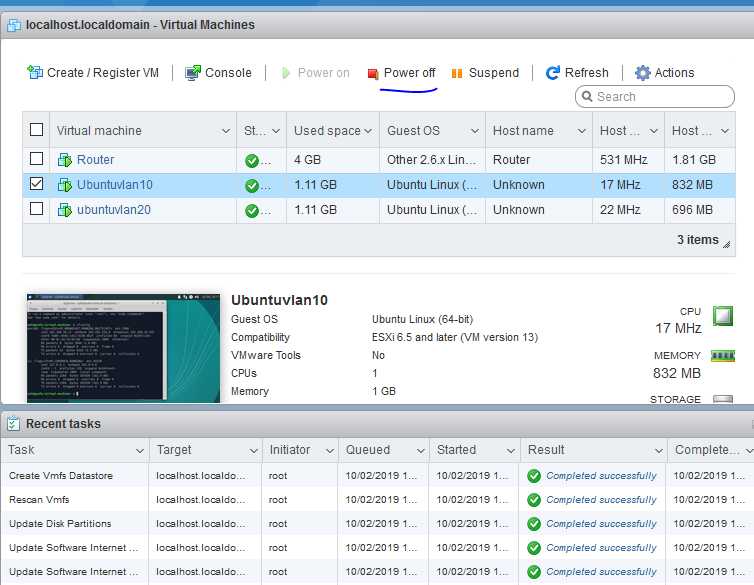 localhost.localdomain - Virtual Machines
Create / Register VM Console Power on Power off Suspend Refresh Actions
Search
Virtual machine St... Used space Guest OS Host name Host ... Host ...
Router ... 4 GB Other 2.6.x Lin... Router 531 MHz 1.81 GB
Ubuntuvlan10 ... 1.11 GB Ubuntu Linux (... Unknown 17 MHz 832 MB
ubuntuvlan20 ... 1.11 GB Ubuntu Linux (... Unknown 22 MHz 696 MB
3 items
Ubuntuvlan10
Guest OS Ubuntu Linux (64-bit)
Compatibility ESXi 6.5 and later (VM version 13)
VMware Tools No
CPUs 1
Memory 1 GB
CPU
17 MHz
MEMORY
832 MB
STORAGE
Recent tasks
Task Target Initiator Queued Started Result Complete...
Create Vmfs Datastore localhost.localdo... root 10/02/2019 1... 10/02/2019 1... Completed successfully 10/02/2019 1...
Rescan Vmfs localhost.localdo... root 10/02/2019 1... 10/02/2019 1... Completed successfully 10/02/2019 1...
Update Disk Partitions localhost.localdo... root 10/02/2019 1... 10/02/2019 1... Completed successfully 10/02/2019 1...
Update Software Internet ... localhost.localdo... root 10/02/2019 1... 10/02/2019 1... Completed successfully 10/02/2019 1...
Update Software Internet ... localhost.localdo... root 10/02/2019 1... 10/02/2019 1... Completed successfully 10/02/2019 1...